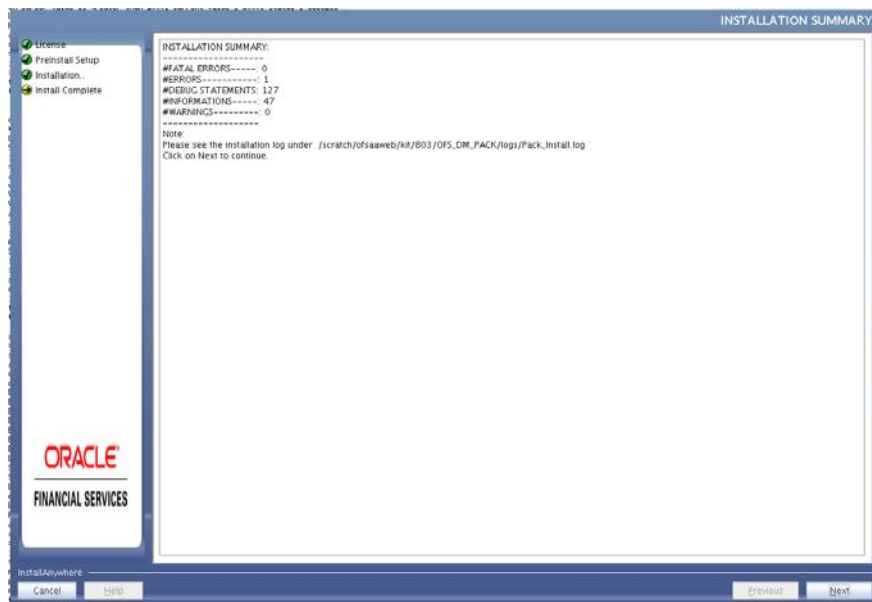 INSTALLATION SUMMARY
License
PreInstall Setup
Installation..
Install Complete
INSTALLATION SUMMARY:
--------------------
#FATAL ERRORS-----: 0
#ERRORS-----------: 1
#DEBUG STATEMENTS: 127
#INFORMATIONS-----: 47
#WARNINGS---------: 0
-------------------
Note:
Please see the installation log under /scratch/ofsaaweb/kit/803/OFS_DM_PACK/logs/Pack_Install.log
Click on Next to continue.
ORACLE'
FINANCIAL SERVICES
InstallAnywhere
Cancel
Help
Previous
Next